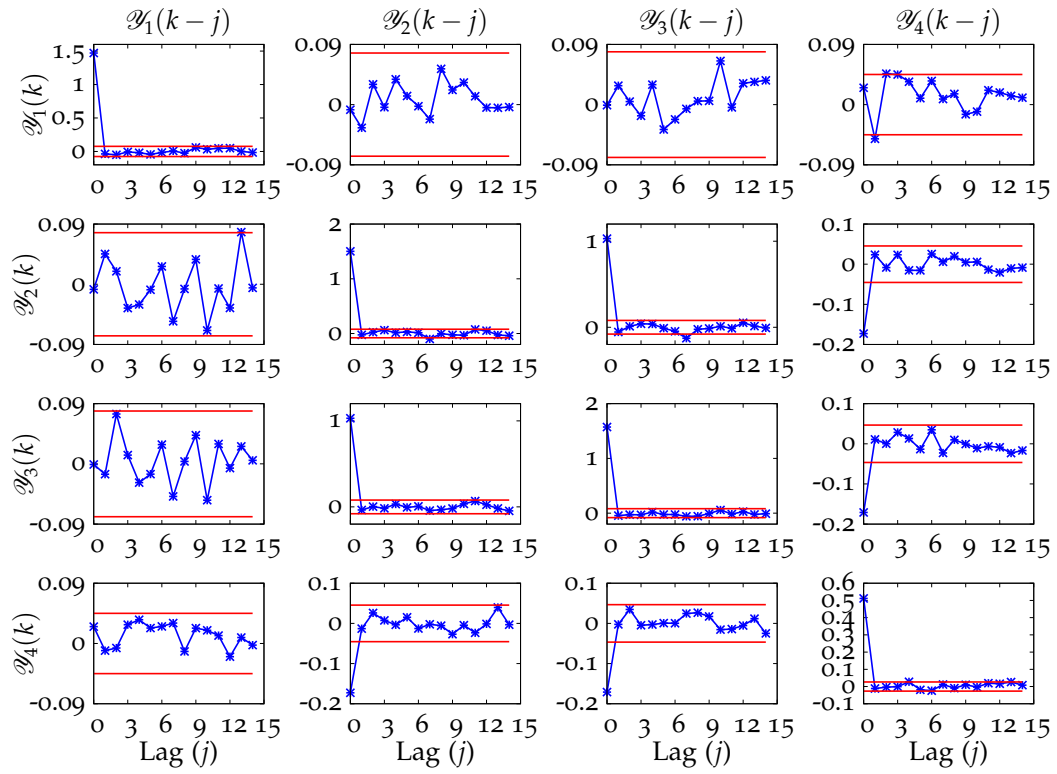 𝒴₁(k − j) 𝒴₂(k − j) 𝒴₃(k − j) 𝒴₄(k − j)
𝒴₁(k)
1.5 1 0.5 0
0 3 6 9 12 15
0.09 0 -0.09
0 3 6 9 12 15
0.09 0 -0.09
0 3 6 9 12 15
0.09 0 -0.09
0 3 6 9 12 15
𝒴₂(k)
0.09 0 -0.09
0 3 6 9 12 15
2 1 0
0 3 6 9 12 15
1 0
0 3 6 9 12 15
0.1 0 -0.1 -0.2
0 3 6 9 12 15
𝒴₃(k)
0.09 0 -0.09
0 3 6 9 12 15
1 0
0 3 6 9 12 15
2 1 0
0 3 6 9 12 15
0.1 0 -0.1 -0.2
0 3 6 9 12 15
𝒴₄(k)
0.09 0 -0.09
0 3 6 9 12 15
0.1 0 -0.1 -0.2
0 3 6 9 12 15
0.1 0 -0.1 -0.2
0 3 6 9 12 15
0.6 0.5 0.4 0.3 0.2 0.1 0 -0.1
0 3 6 9 12 15
Lag (j) Lag (j) Lag (j) Lag (j)